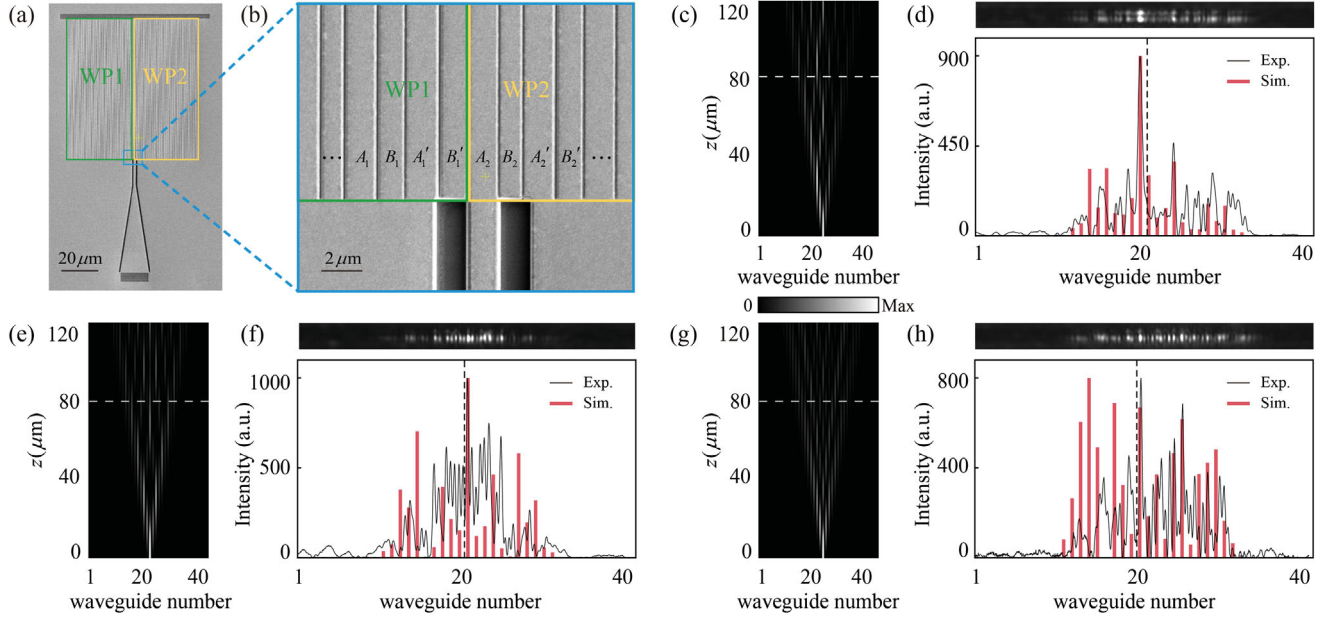 (a)
WP1 WP2
20 μm
(b)
WP1 WP2
⋯ A₁ B₁ A₁′ B₁′ A₂ B₂ A₂′ B₂′ ⋯
2 μm
(c)
120
80
40
0
z(μm)
1 20 40
waveguide number
0 Max
(d)
900
450
0
Intensity (a.u.)
Exp.
Sim.
1 20 40
waveguide number
(e)
120
80
40
0
z(μm)
1 20 40
waveguide number
(f)
1000
500
0
Intensity (a.u.)
Exp.
Sim.
1 20 40
waveguide number
(g)
120
80
40
0
z(μm)
1 20 40
waveguide number
(h)
800
400
0
Intensity (a.u.)
Exp.
Sim.
1 20 40
waveguide number